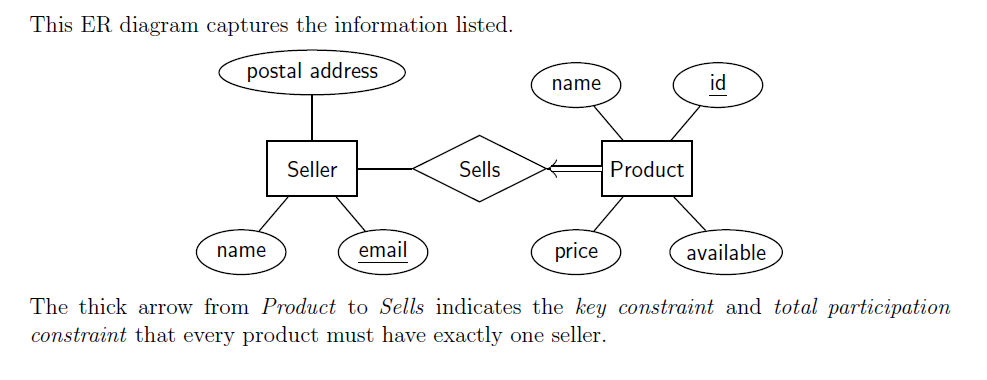 This ER diagram captures the information listed.
postal address
name
id
Seller
Sells
Product
name
email
price
available
The thick arrow from Product to Sells indicates the key constraint and total participation
constraint that every product must have exactly one seller.